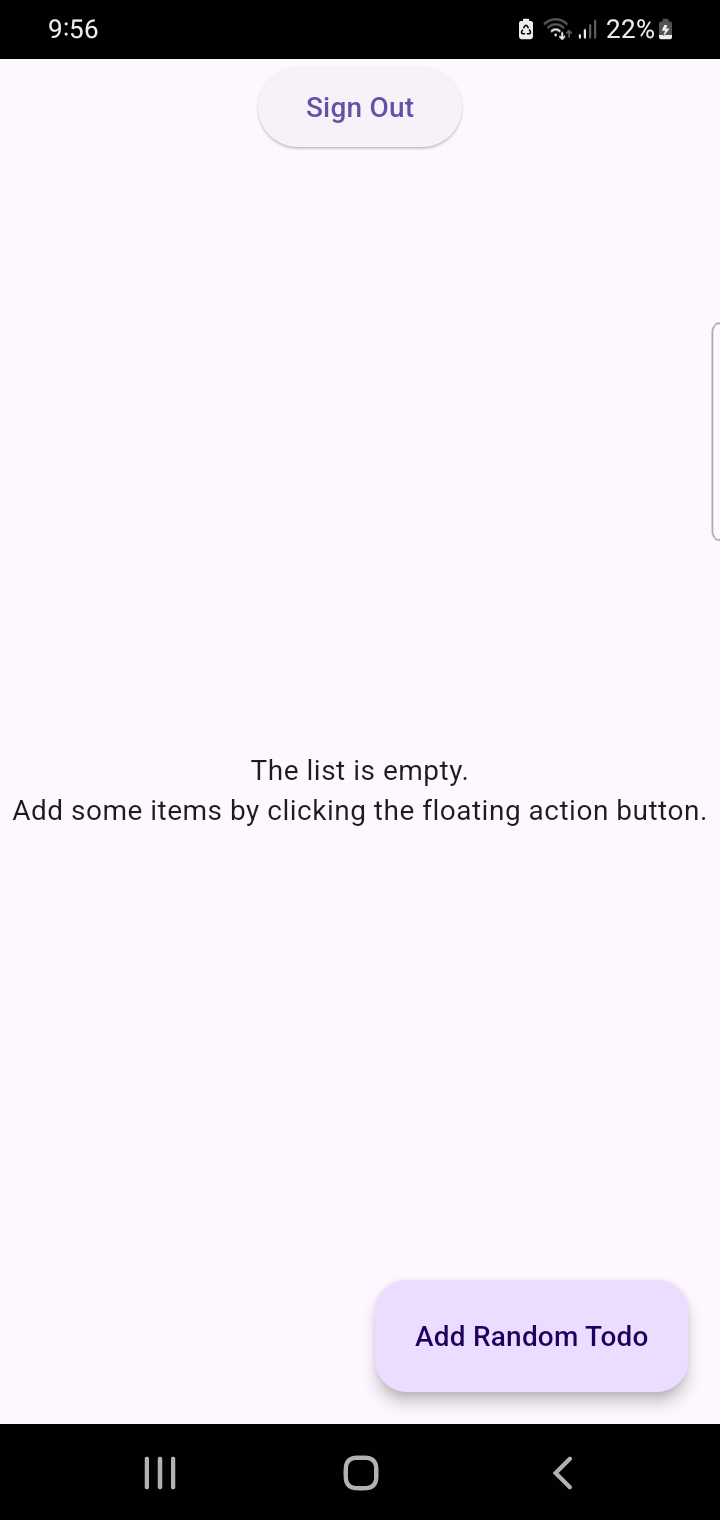 9:56
22%
Sign Out
The list is empty.
Add some items by clicking the floating action button.
Add Random Todo